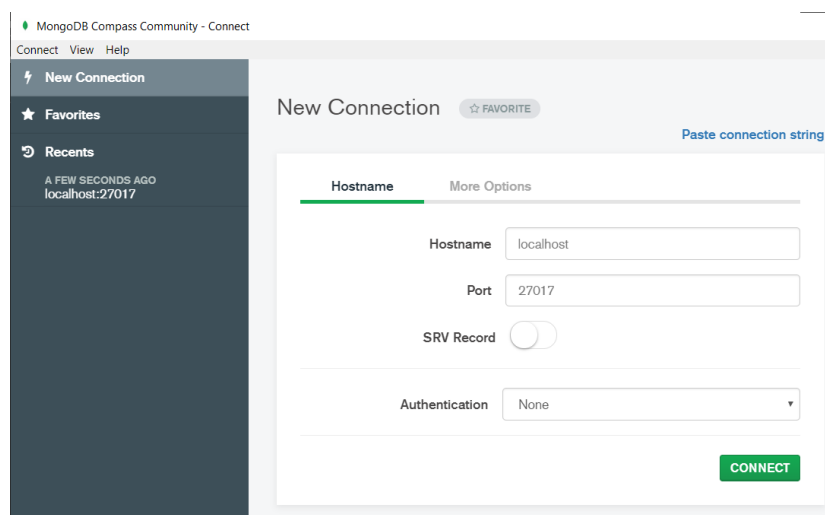 MongoDB Compass Community - Connect
Connect View Help
New Connection
Favorites
Recents
A FEW SECONDS AGO
localhost:27017
New Connection
FAVORITE
Paste connection string
Hostname More Options
Hostname localhost
Port 27017
SRV Record
Authentication None
CONNECT